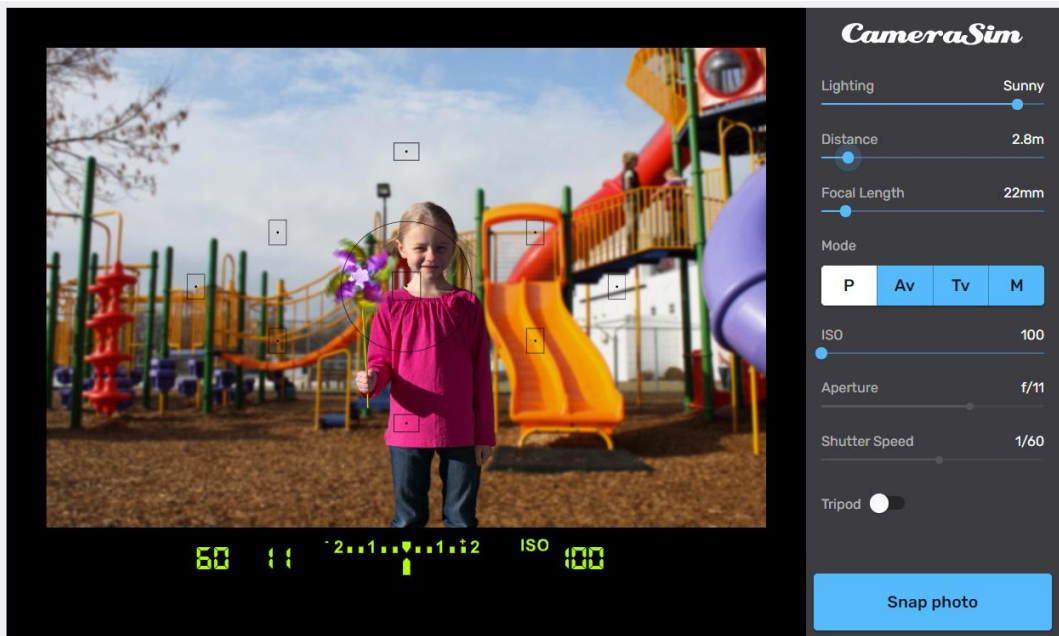 CameraSim
Lighting Sunny
Distance 2.8m
Focal Length 22mm
Mode
P Av Tv M
ISO 100
Aperture f/11
Shutter Speed 1/60
Tripod
Snap photo
60 11 -2..1..▼..1..+2 ISO 100